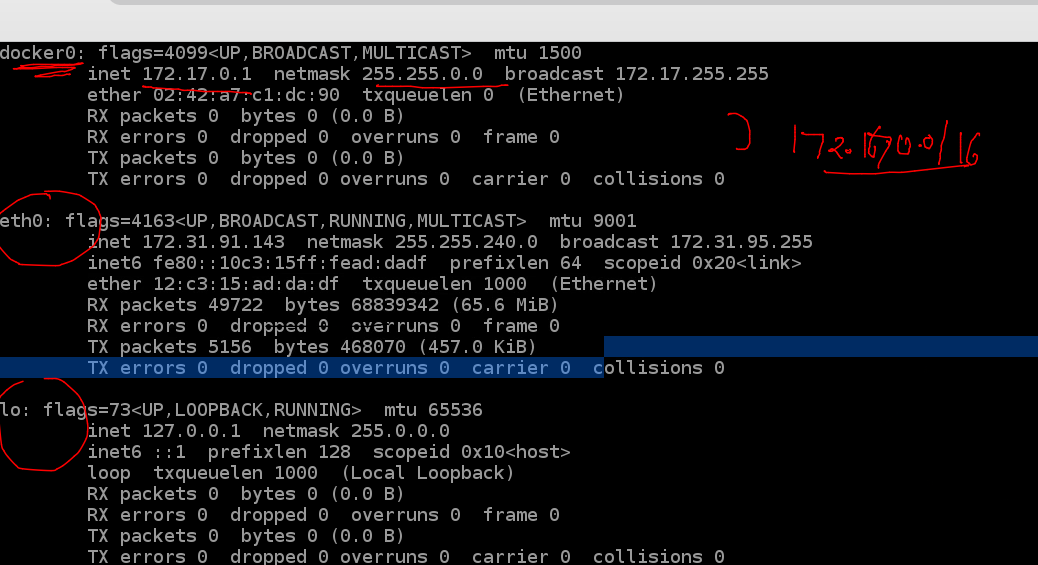 docker0: flags=4099<UP,BROADCAST,MULTICAST>  mtu 1500
        inet 172.17.0.1  netmask 255.255.0.0  broadcast 172.17.255.255
        ether 02:42:a7:c1:dc:90  txqueuelen 0  (Ethernet)
        RX packets 0  bytes 0 (0.0 B)
        RX errors 0  dropped 0  overruns 0  frame 0
        TX packets 0  bytes 0 (0.0 B)
        TX errors 0  dropped 0 overruns 0  carrier 0  collisions 0
eth0: flags=4163<UP,BROADCAST,RUNNING,MULTICAST>  mtu 9001
        inet 172.31.91.143  netmask 255.255.240.0  broadcast 172.31.95.255
        inet6 fe80::10c3:15ff:fead:dadf  prefixlen 64  scopeid 0x20<link>
        ether 12:c3:15:ad:da:df  txqueuelen 1000  (Ethernet)
        RX packets 49722  bytes 68839342 (65.6 MiB)
        RX errors 0  dropped 0  overruns 0  frame 0
        TX packets 5156  bytes 468070 (457.0 KiB)
        TX errors 0  dropped 0 overruns 0  carrier 0  collisions 0
lo: flags=73<UP,LOOPBACK,RUNNING>  mtu 65536
        inet 127.0.0.1  netmask 255.0.0.0
        inet6 ::1  prefixlen 128  scopeid 0x10<host>
        loop  txqueuelen 1000  (Local Loopback)
        RX packets 0  bytes 0 (0.0 B)
        RX errors 0  dropped 0  overruns 0  frame 0
        TX packets 0  bytes 0 (0.0 B)
        TX errors 0  dropped 0 overruns 0  carrier 0  collisions 0